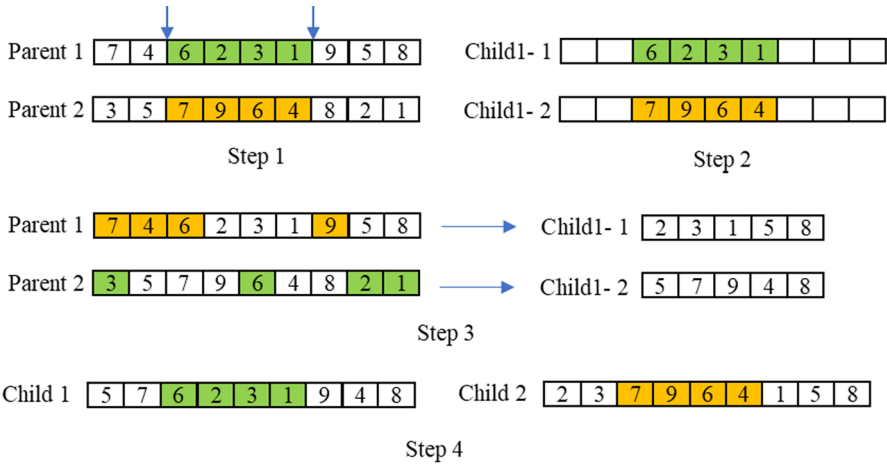 Parent 1 7 4 6 2 3 1 9 5 8 Child1- 1 6 2 3 1
Parent 2 3 5 7 9 6 4 8 2 1 Child1- 2 7 9 6 4
Step 1 Step 2
Parent 1 7 4 6 2 3 1 9 5 8 Child1- 1 2 3 1 5 8
Parent 2 3 5 7 9 6 4 8 2 1 Child1- 2 5 7 9 4 8
Step 3
Child 1 5 7 6 2 3 1 9 4 8 Child 2 2 3 7 9 6 4 1 5 8
Step 4